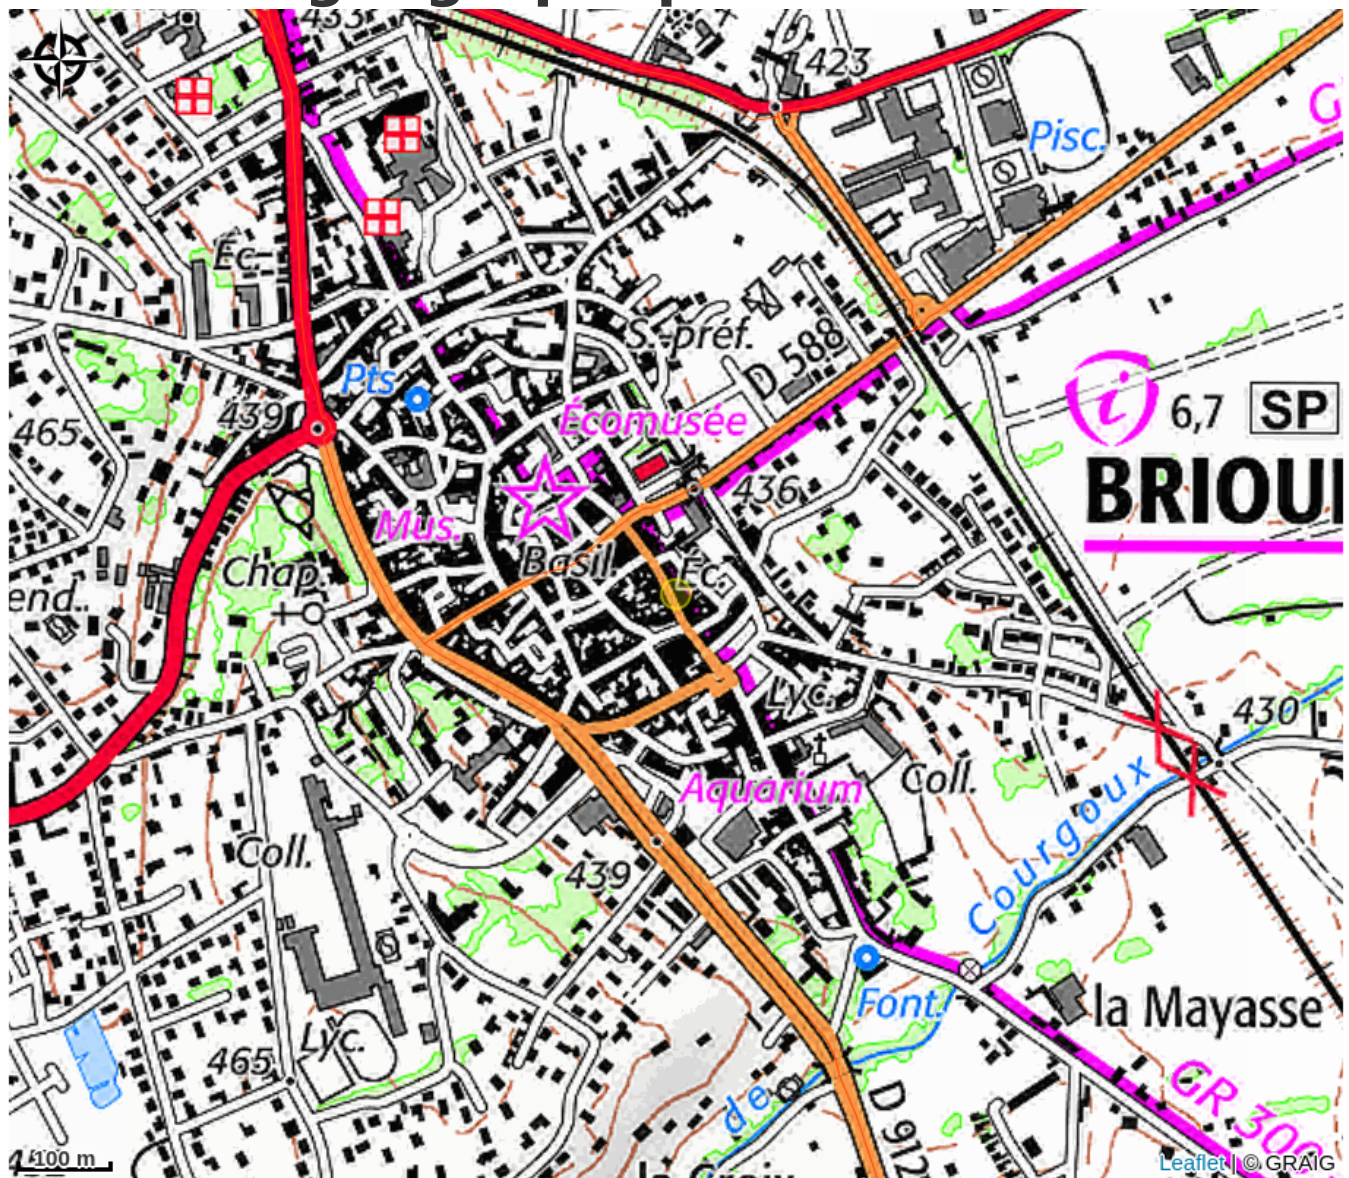 433
423
Pisc.
Éc.
S.-préf.
D 588
Pts
439
465
Écomusée
6,7 SP
436
Mus.
BRIOU
Basil.
Éc.
Chap.
end.
Lyc.
430
Aquarium
Coll.
Courgoux
Coll.
439
Font.
la Mayasse
Lyc.
465
GR 300
de
D 912
100 m
Leaflet | © GRAIG